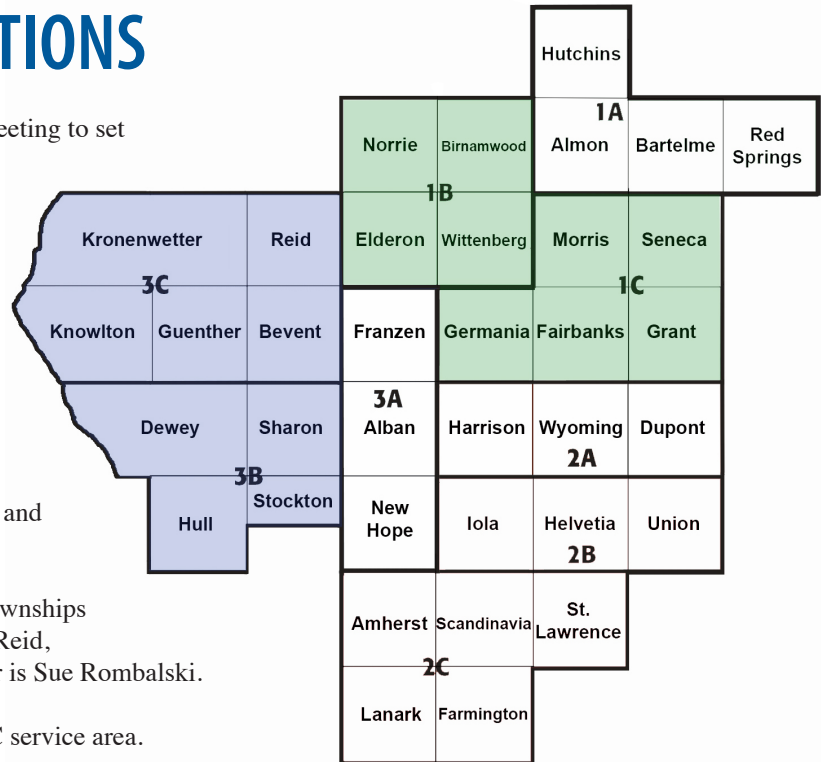 TIONS
eeting to set
and
wnships
Reid,
r is Sue Rombalski.
C service area.
Hutchins
1A
Norrie Birnamwood Almon Bartelme Red Springs
1B
Kronenwetter Reid Elderon Wittenberg Morris Seneca
3C 1C
Knowlton Guenther Bevent Franzen Germania Fairbanks Grant
3A
Dewey Sharon Alban Harrison Wyoming Dupont
2A
3B
Hull Stockton New Hope Iola Helvetia Union
2B
Amherst Scandinavia St. Lawrence
2C
Lanark Farmington